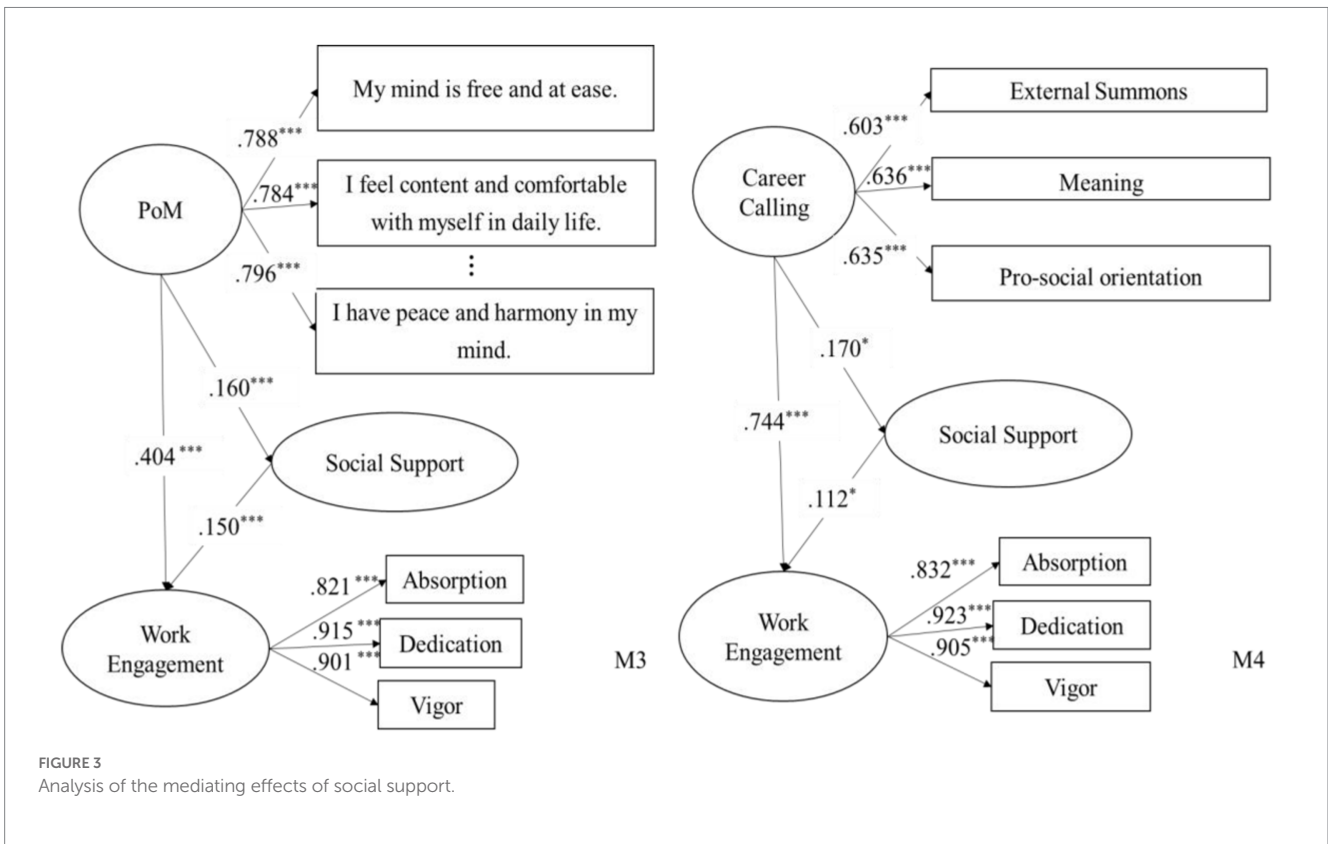 My mind is free and at ease.
.788***
PoM
.784***
I feel content and comfortable
with myself in daily life.
⋮
.796***
I have peace and harmony in my
mind.
.160***
.404***
Social Support
.150***
Work
Engagement
.821***
Absorption
.915***
Dedication
.901***
Vigor
M3
External Summons
.603***
Career
Calling
.636***
Meaning
.635***
Pro-social orientation
.170*
.744***
Social Support
.112*
Work
Engagement
.832***
Absorption
.923***
Dedication
.905***
Vigor
M4
FIGURE 3
Analysis of the mediating effects of social support.